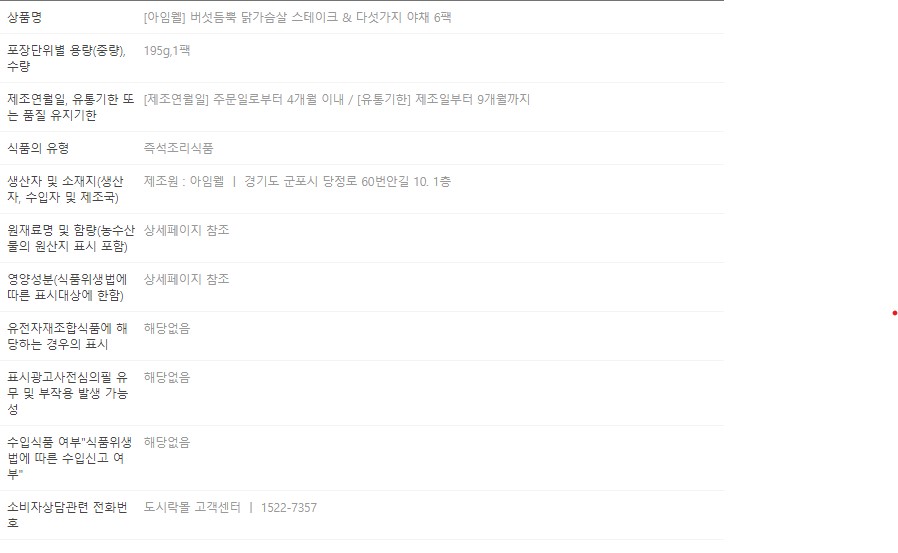 상품명
[아임웰] 버섯듬뿍 닭가슴살 스테이크 & 다섯가지 야채 6팩
포장단위별 용량(중량),
수량
195g,1팩
제조연월일, 유통기한 또
는 품질 유지기한
[제조연월일] 주문일로부터 4개월 이내 / [유통기한] 제조일부터 9개월까지
식품의 유형
즉석조리식품
생산자 및 소재지(생산
자, 수입자 및 제조국)
제조원 : 아임웰 ㅣ 경기도 군포시 당정로 60번안길 10. 1층
원재료명 및 함량(농수산
물의 원산지 표시 포함)
상세페이지 참조
영양성분(식품위생법에
따른 표시대상에 한함)
상세페이지 참조
유전자재조합식품에 해
당하는 경우의 표시
해당없음
표시광고사전심의필 유
무 및 부작용 발생 가능
성
해당없음
수입식품 여부"식품위생
법에 따른 수입신고 여
부"
해당없음
소비자상담관련 전화번
호
도시락몰 고객센터 ㅣ 1522-7357